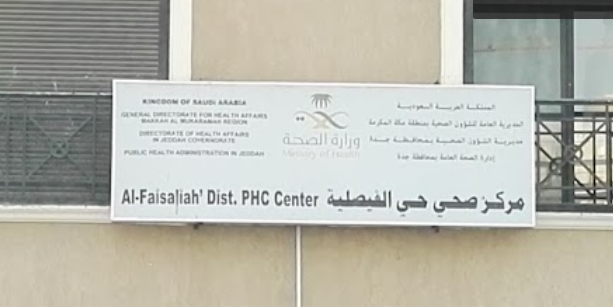 KINGDOM OF SAUDI ARABIA
GENERAL DIRECTORATE FOR HEALTH AFFAIRS
MAKKAH AL MUKARAMAH REGION
DIRECTORATE OF HEALTH AFFAIRS
IN JEDDAH GOVERNORATE
PUBLIC HEALTH ADMINISTRATION IN JEDDAH
وزارة الصحة
Ministry of Health
المملكة العربية السعودية
المديرية العامة للشؤون الصحية بمنطقة مكة المكرمة
مديرية الشؤون الصحية بمحافظة جدة
إدارة الصحة العامة بمحافظة جدة
Al-Faisaliah' Dist. PHC Center مركز صحي حي الفيصلية